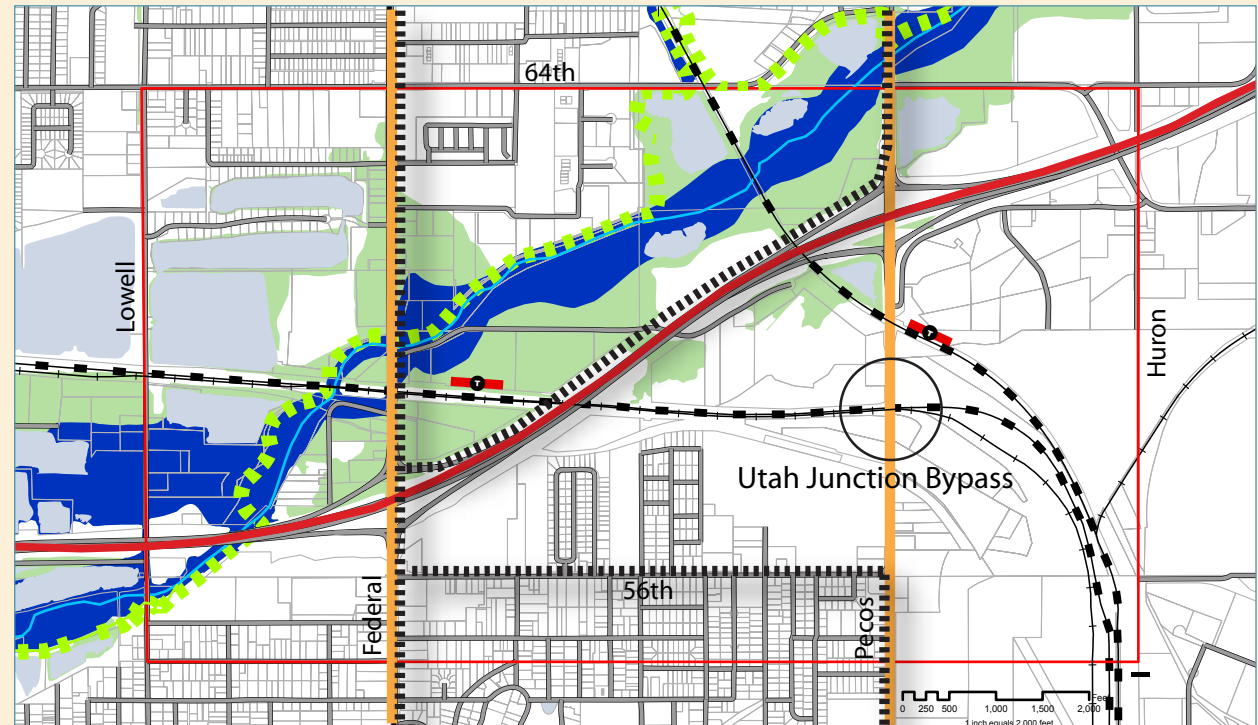 64th
Lowell
Huron
T
T
Utah Junction Bypass
56th
Federal
Pecos
Feet
0 250 500 1,000 1,500 2,000
1 inch equals 2,000 feet